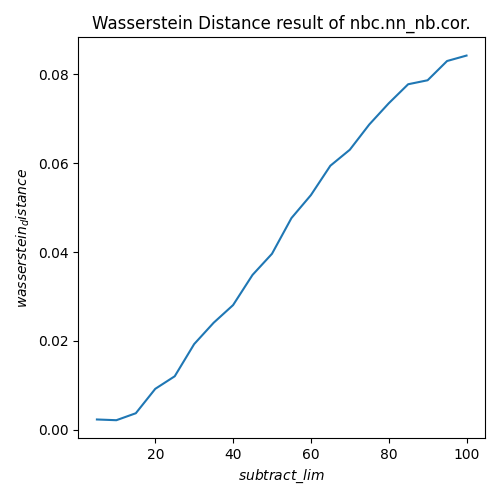 Wasserstein Distance result of nbc.nn_nb.cor.
wasserstein_distance
0.08
0.06
0.04
0.02
0.00
20 40 60 80 100
subtract_lim